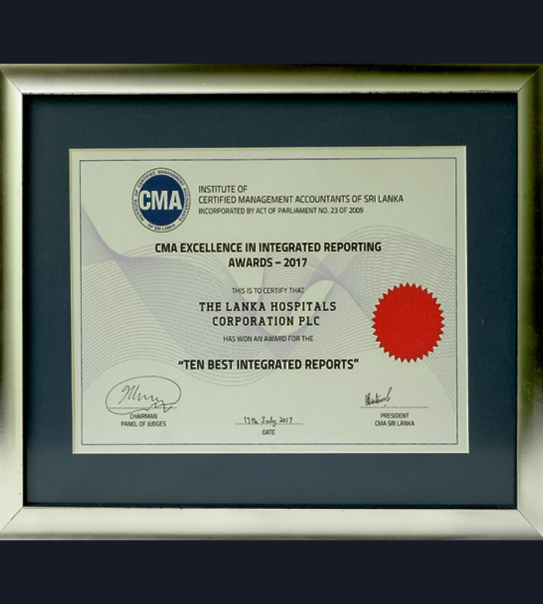 CMA
INSTITUTE OF
CERTIFIED MANAGEMENT ACCOUNTANTS OF SRI LANKA
INCORPORATED BY ACT OF PARLIAMENT NO. 23 OF 2009
CMA EXCELLENCE IN INTEGRATED REPORTING
AWARDS – 2017
THIS IS TO CERTIFY THAT
THE LANKA HOSPITALS
CORPORATION PLC
HAS WON AN AWARD FOR THE
"TEN BEST INTEGRATED REPORTS"
CHAIRMAN
PANEL OF JUDGES
July 2017
DATE
PRESIDENT
CMA SRI LANKA